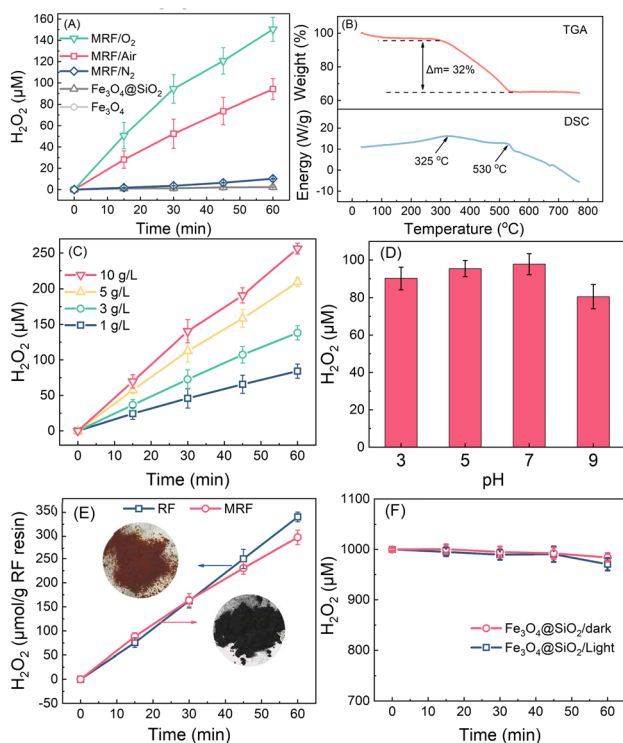 (A)
MRF/O₂
MRF/Air
MRF/N₂
Fe₃O₄@SiO₂
Fe₃O₄
H₂O₂ (μM)
160
140
120
100
80
60
40
20
0
0 10 20 30 40 50 60
Time (min)
(B)
TGA
Weight (%)
100
80
60
Δm= 32%
DSC
Energy (W/g)
20
10
0
-10
325 °C
530 °C
0 100 200 300 400 500 600 700 800
Temperature (°C)
(C)
10 g/L
5 g/L
3 g/L
1 g/L
H₂O₂ (μM)
250
200
150
100
50
0
0 10 20 30 40 50 60
Time (min)
(D)
H₂O₂ (μM)
100
80
60
40
20
0
3 5 7 9
pH
(E)
RF
MRF
H₂O₂ (μmol/g RF resin)
350
300
250
200
150
100
50
0
-50
0 10 20 30 40 50 60
Time (min)
(F)
H₂O₂ (μM)
1100
1000
900
800
700
Fe₃O₄@SiO₂/dark
Fe₃O₄@SiO₂/Light
0 10 20 30 40 50 60
Time (min)